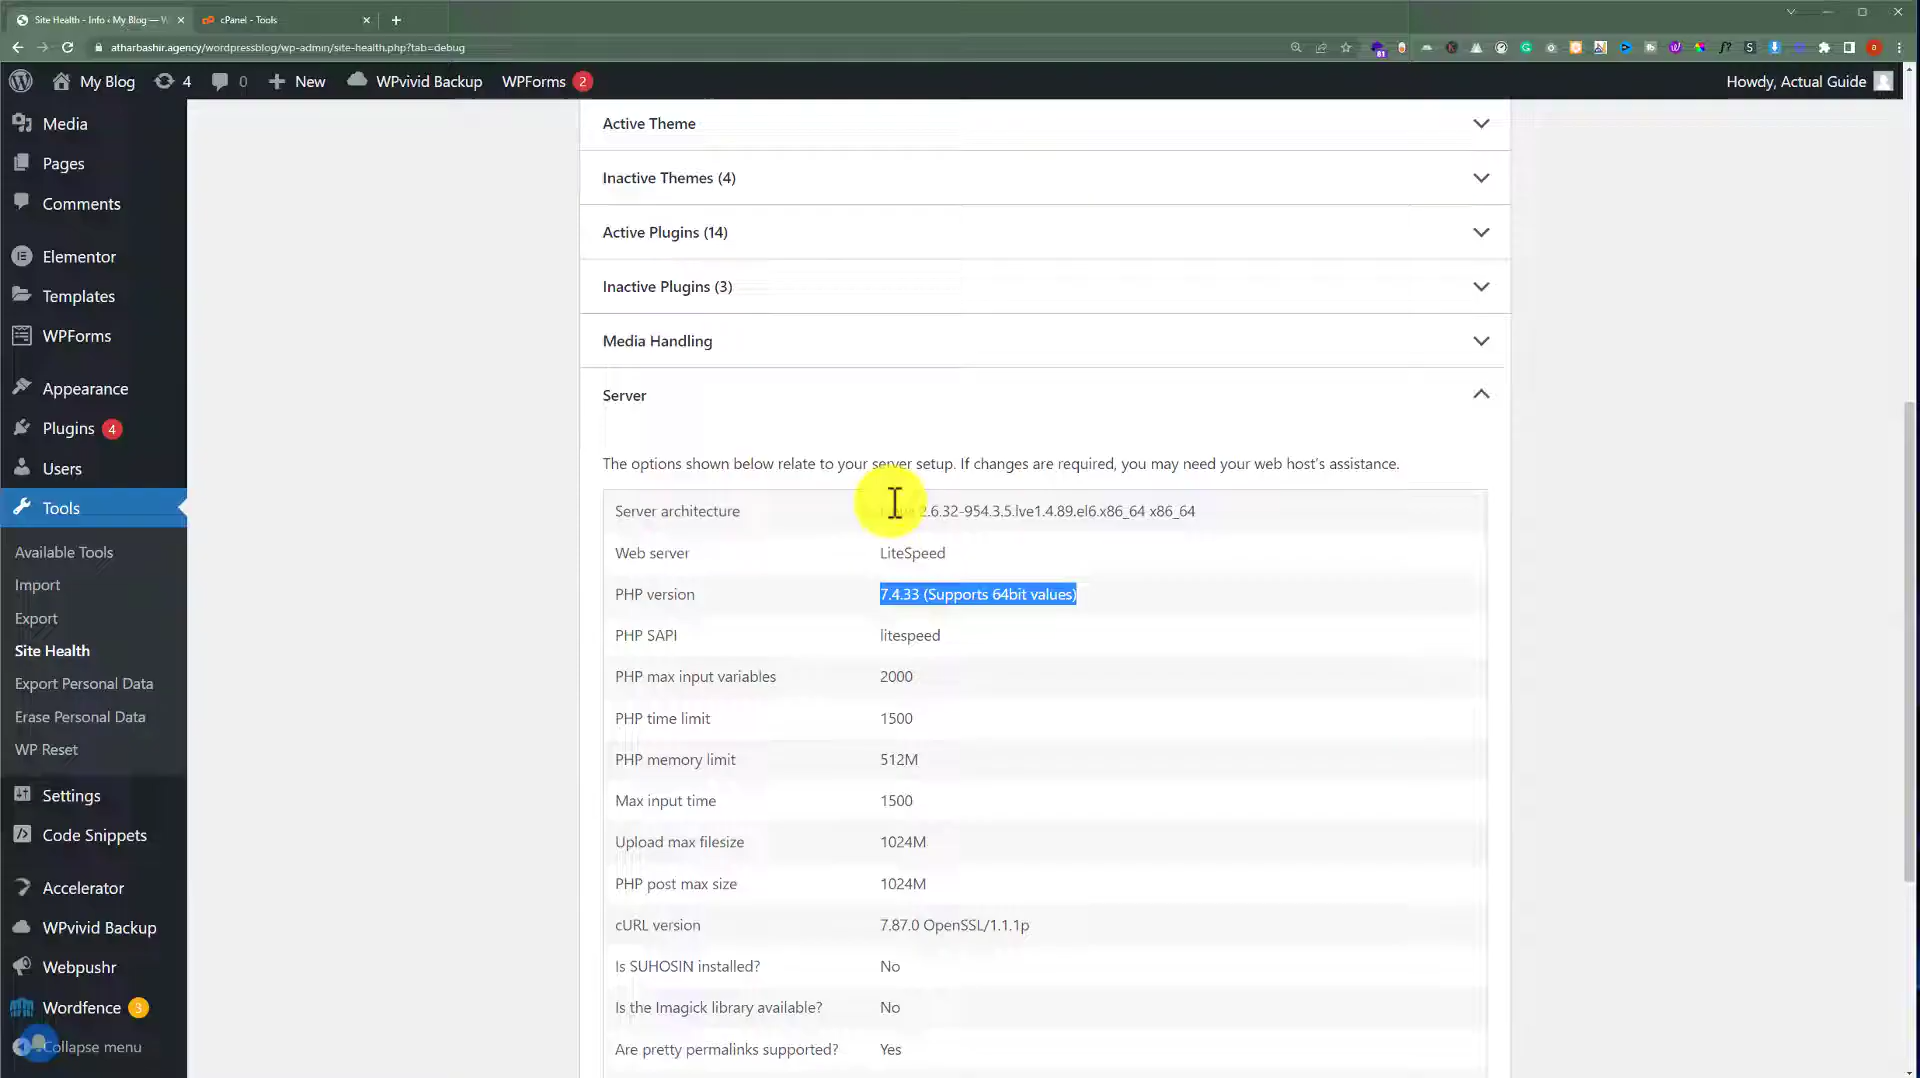 Site Health - Info ‹ My Blog — W
cPanel - Tools
atharbashir.agency/wordpressblog/wp-admin/site-health.php?tab=debug
My Blog
4
0
New
WPvivid Backup
WPForms 2
Howdy, Actual Guide
Media
Pages
Comments
Elementor
Templates
WPForms
Appearance
Plugins 4
Users
Tools
Available Tools
Import
Export
Site Health
Export Personal Data
Erase Personal Data
WP Reset
Settings
Code Snippets
Accelerator
WPvivid Backup
Webpushr
Wordfence 3
Collapse menu
Active Theme
Inactive Themes (4)
Active Plugins (14)
Inactive Plugins (3)
Media Handling
Server
The options shown below relate to your server setup. If changes are required, you may need your web host’s assistance.
Server architecture 2.6.32-954.3.5.lve1.4.89.el6.x86_64 x86_64
Web server LiteSpeed
PHP version 7.4.33 (Supports 64bit values)
PHP SAPI litespeed
PHP max input variables 2000
PHP time limit 1500
PHP memory limit 512M
Max input time 1500
Upload max filesize 1024M
PHP post max size 1024M
cURL version 7.87.0 OpenSSL/1.1.1p
Is SUHOSIN installed? No
Is the Imagick library available? No
Are pretty permalinks supported? Yes